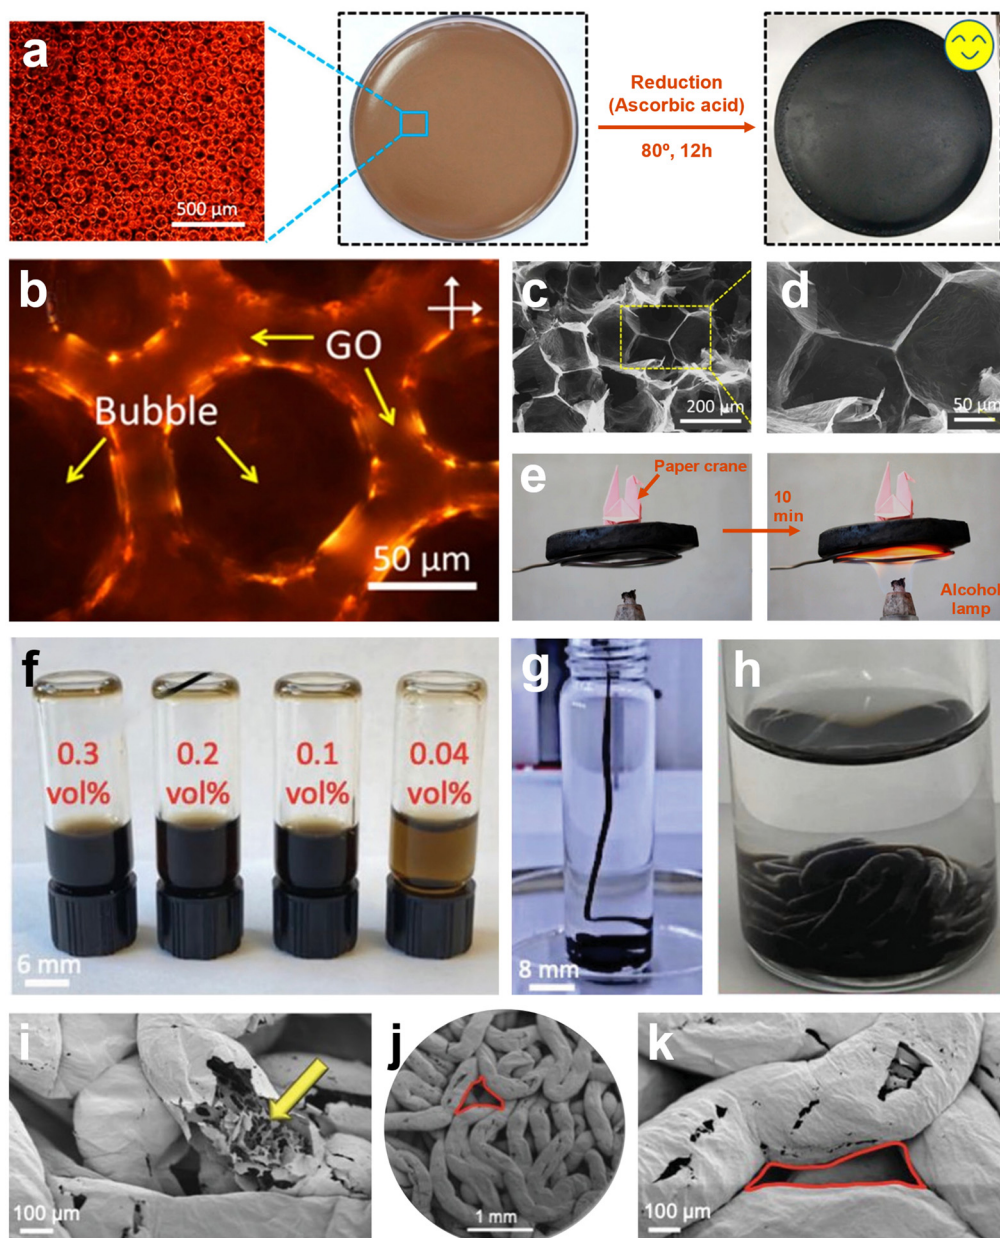 a
500 µm
Reduction
(Ascorbic acid)
80º, 12h
b
GO
Bubble
50 µm
c
200 µm
d
50 µm
e
Paper crane
10
min
Alcohol
lamp
f
0.3
vol%
0.2
vol%
0.1
vol%
0.04
vol%
6 mm
g
8 mm
h
i
100 µm
j
1 mm
k
100 µm